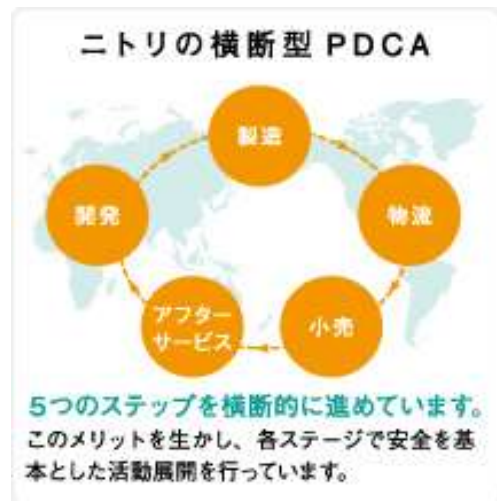 ニトリの横断型 PDCA
製造
開発
物流
アフター
サービス
小売
5つのステップを横断的に進めています。
このメリットを生かし、各ステージで安全を基
本とした活動展開を行っています。